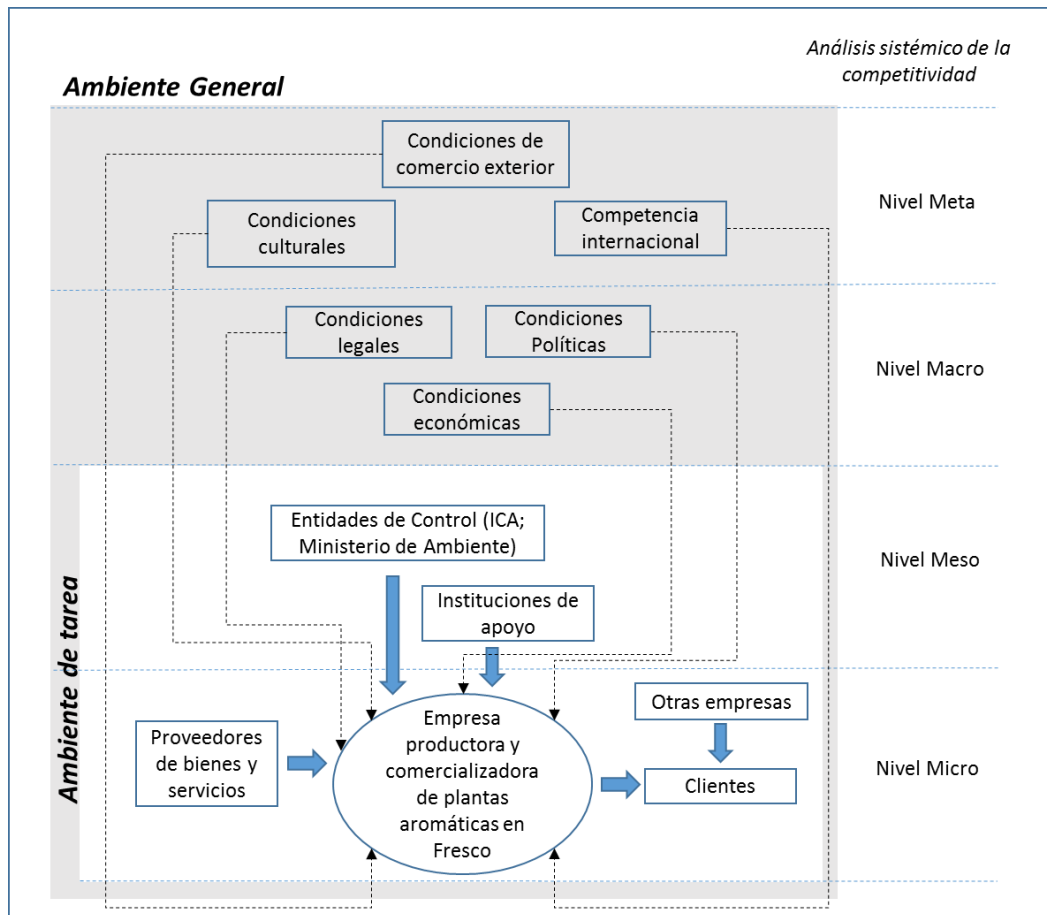 Análisis sistémico de la
competitividad
Ambiente General
Condiciones de
comercio exterior
Condiciones
culturales
Competencia
internacional
Nivel Meta
Condiciones
legales
Condiciones
Políticas
Condiciones
económicas
Nivel Macro
Ambiente de tarea
Entidades de Control (ICA;
Ministerio de Ambiente)
Instituciones de
apoyo
Nivel Meso
Proveedores
de bienes y
servicios
Empresa
productora y
comercializadora
de plantas
aromáticas en
Fresco
Otras empresas
Clientes
Nivel Micro